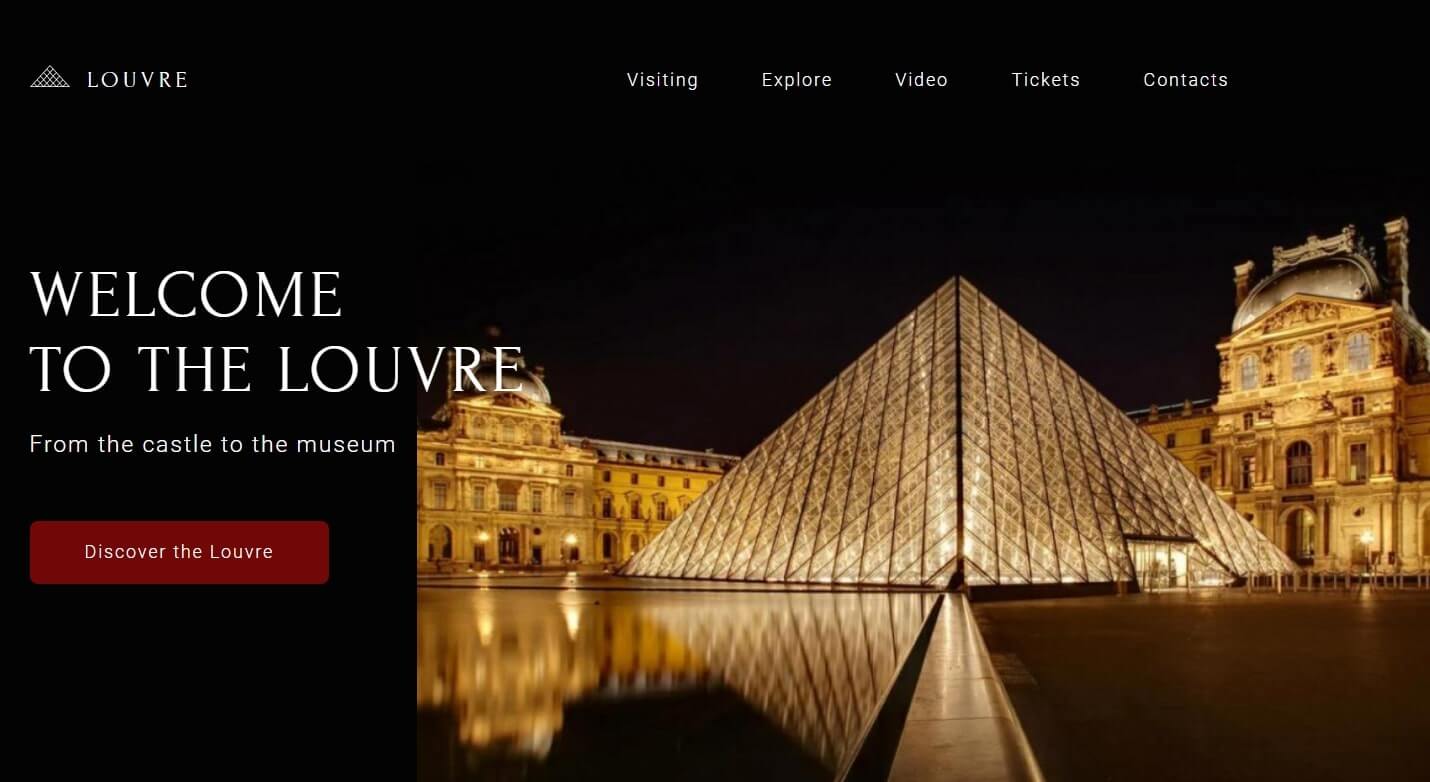 LOUVRE
Visiting Explore Video Tickets Contacts
WELCOME
TO THE LOUVRE
From the castle to the museum
Discover the Louvre